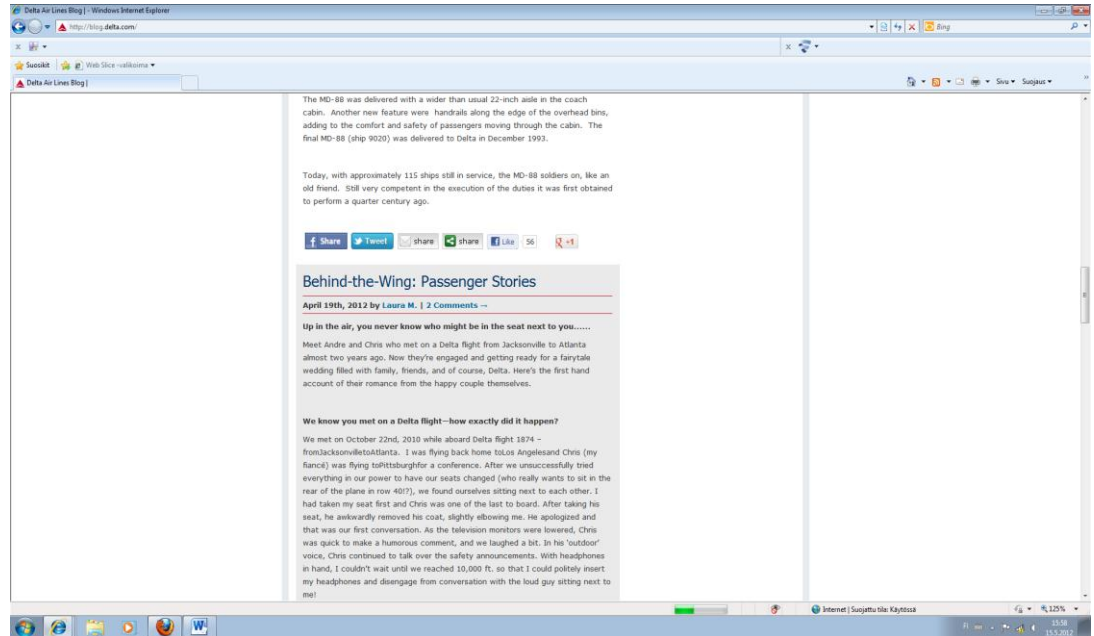 Delta Air Lines Blog | - Windows Internet Explorer
http://blog.delta.com/
Bing
Suosikit Web Slice -valikoima
Delta Air Lines Blog |
Sivu Suojaus
The MD-88 was delivered with a wider than usual 22-inch aisle in the coach
cabin. Another new feature were handrails along the edge of the overhead bins,
adding to the comfort and safety of passengers moving through the cabin. The
final MD-88 (ship 9020) was delivered to Delta in December 1993.
Today, with approximately 115 ships still in service, the MD-88 soldiers on, like an
old friend. Still very competent in the execution of the duties it was first obtained
to perform a quarter century ago.
f Share Tweet share share Like 56 +1
Behind-the-Wing: Passenger Stories
April 19th, 2012 by Laura M. | 2 Comments →
Up in the air, you never know who might be in the seat next to you......
Meet Andre and Chris who met on a Delta flight from Jacksonville to Atlanta
almost two years ago. Now they're engaged and getting ready for a fairytale
wedding filled with family, friends, and of course, Delta. Here's the first hand
account of their romance from the happy couple themselves.
We know you met on a Delta flight—how exactly did it happen?
We met on October 22nd, 2010 while aboard Delta flight 1874 –
fromJacksonvilletoAtlanta. I was flying back home toLos Angelesand Chris (my
fiancé) was flying toPittsburghfor a conference. After we unsuccessfully tried
everything in our power to have our seats changed (who really wants to sit in the
rear of the plane in row 40!?), we found ourselves sitting next to each other. I
had taken my seat first and Chris was one of the last to board. After taking his
seat, he awkwardly removed his coat, slightly elbowing me. He apologized and
that was our first conversation. As the television monitors were lowered, Chris
was quick to make a humorous comment, and we laughed a bit. In his 'outdoor'
voice, Chris continued to talk over the safety announcements. With headphones
in hand, I couldn't wait until we reached 10,000 ft. so that I could politely insert
my headphones and disengage from conversation with the loud guy sitting next to
me!
Internet | Suojattu tila: Käytössä 125%
FI 15:58
15.5.2012